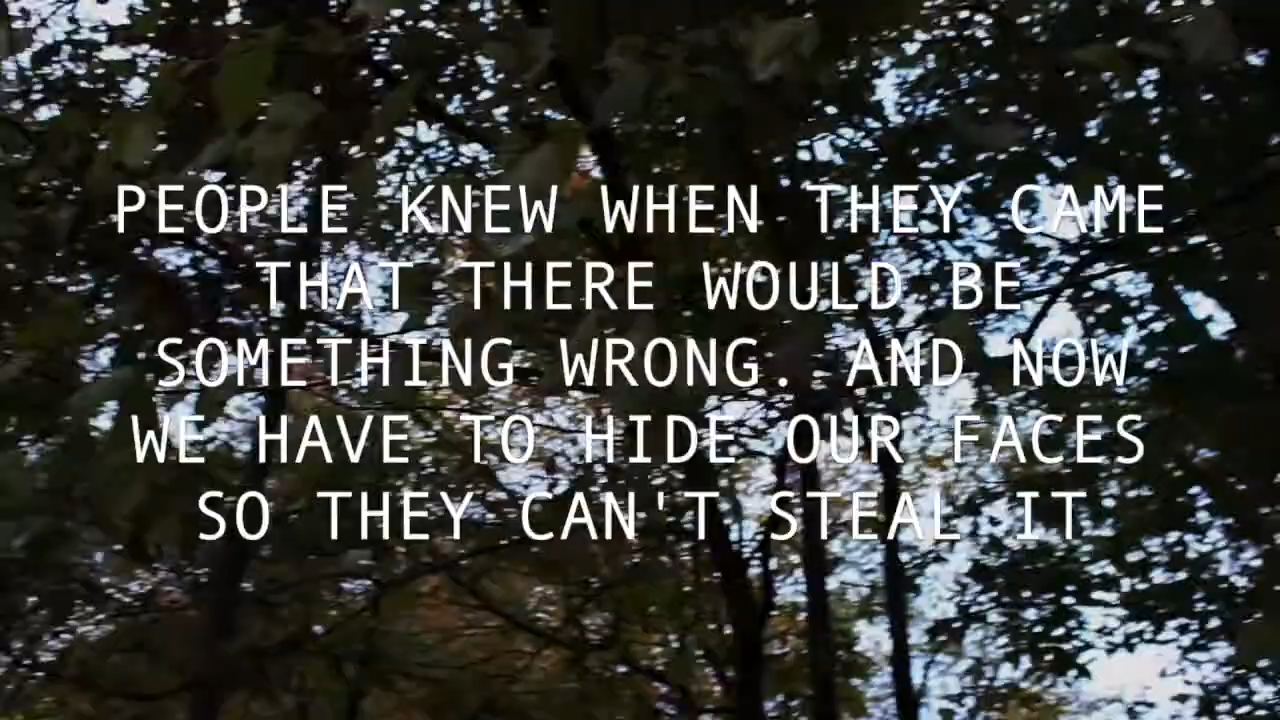 PEOPLE KNEW WHEN THEY CAME
THAT THERE WOULD BE
SOMETHING WRONG. AND NOW
WE HAVE TO HIDE OUR FACES
SO THEY CAN'T STEAL IT